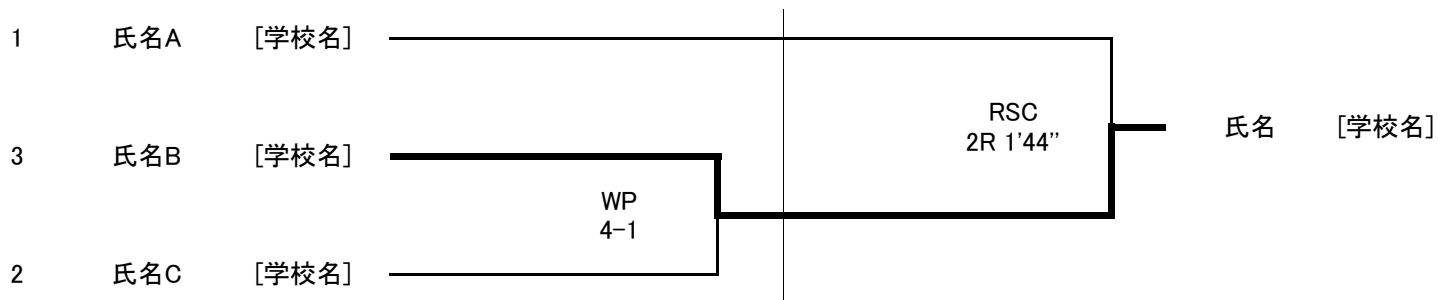 1 氏名A [学校名]
RSC
2R 1'44''
氏名 [学校名]
3 氏名B [学校名]
WP
4-1
2 氏名C [学校名]